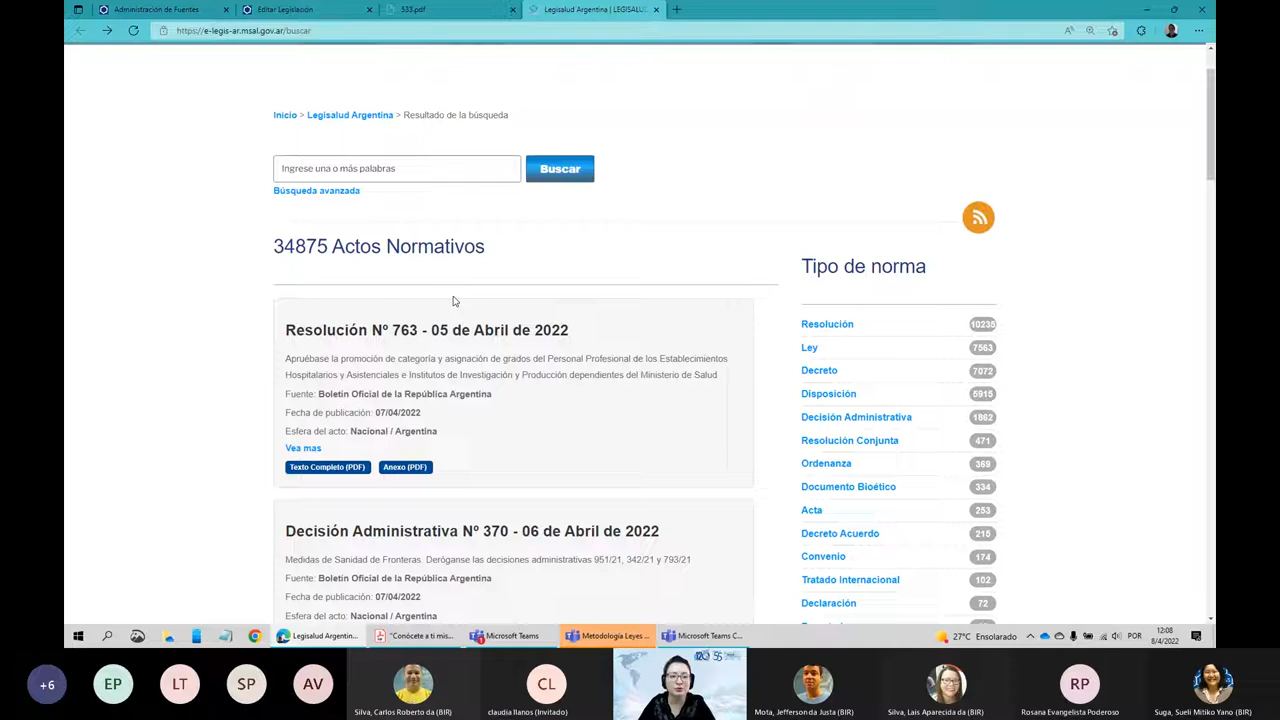 Administración de Fuentes
Editar Legislación
533.pdf
Legisalud Argentina | LEGISALUD
https://e-legis-ar.msal.gov.ar/buscar
Inicio > Legisalud Argentina > Resultado de la búsqueda
Ingrese una o más palabras
Buscar
Búsqueda avanzada
34875 Actos Normativos
Resolución Nº 763 - 05 de Abril de 2022
Apruébase la promoción de categoría y asignación de grados del Personal Profesional de los Establecimientos
Hospitalarios y Asistenciales e Institutos de Investigación y Producción dependientes del Ministerio de Salud
Fuente: Boletín Oficial de la República Argentina
Fecha de publicación: 07/04/2022
Esfera del acto: Nacional / Argentina
Vea mas
Texto Completo (PDF) Anexo (PDF)
Decisión Administrativa Nº 370 - 06 de Abril de 2022
Medidas de Sanidad de Fronteras. Deróganse las decisiones administrativas 951/21, 342/21 y 793/21
Fuente: Boletín Oficial de la República Argentina
Fecha de publicación: 07/04/2022
Esfera del acto: Nacional / Argentina
Tipo de norma
Resolución 10235
Ley 7563
Decreto 7072
Disposición 5915
Decisión Administrativa 1862
Resolución Conjunta 471
Ordenanza 369
Documento Bioético 334
Acta 253
Decreto Acuerdo 215
Convenio 174
Tratado Internacional 102
Declaración 72
Legisalud Argentin...
"Conócete a ti mis...
Microsoft Teams
Metodología Leyes ...
Microsoft Teams C...
27°C Ensolarado
POR
12:08
8/4/2022
+6
EP
LT
SP
AV
CL
RP
Silva, Carlos Roberto da (BIR)
claudia llanos (Invitado)
Mota, Jefferson da Justa (BIR)
Silva, Lais Aparecida da (BIR)
Rosana Evangelista Poderoso
Suga, Sueli Mitiko Yano (BIR)